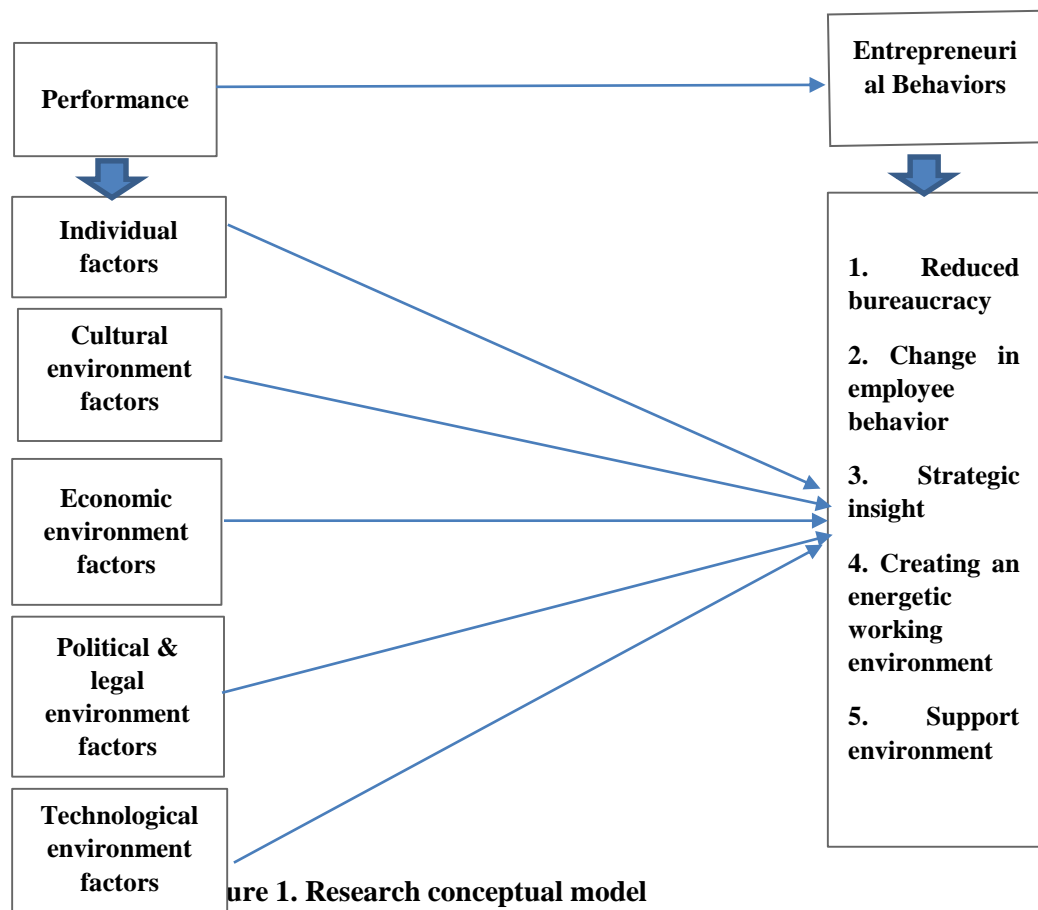 Performance
Entrepreneuri
al Behaviors
Individual
factors
Cultural
environment
factors
Economic
environment
factors
Political &
legal
environment
factors
Technological
environment
factors
1. Reduced
bureaucracy
2. Change in
employee
behavior
3. Strategic
insight
4. Creating an
energetic
working
environment
5. Support
environment
ure 1. Research conceptual model